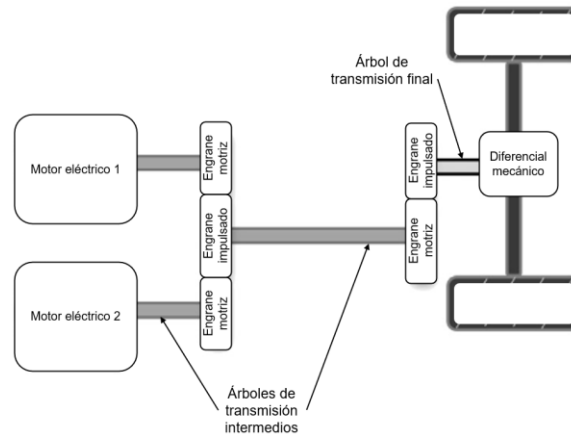 Árbol de
transmisión final
Motor eléctrico 1
Engrane
motriz
Engrane
impulsado
Diferencial
mecánico
Engrane
impulsado
Engrane
motriz
Motor eléctrico 2
Engrane
motriz
Árboles de
transmisión
intermedios